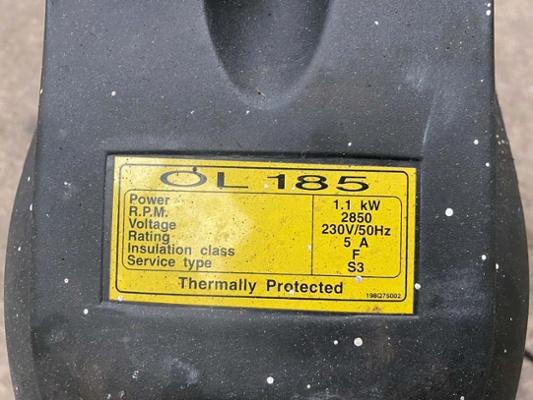 ÖL 185
Power 1.1 kW
R.P.M. 2850
Voltage 230V/50Hz
Rating 5 A
Insulation class F
Service type S3
Thermally Protected
198Q75002